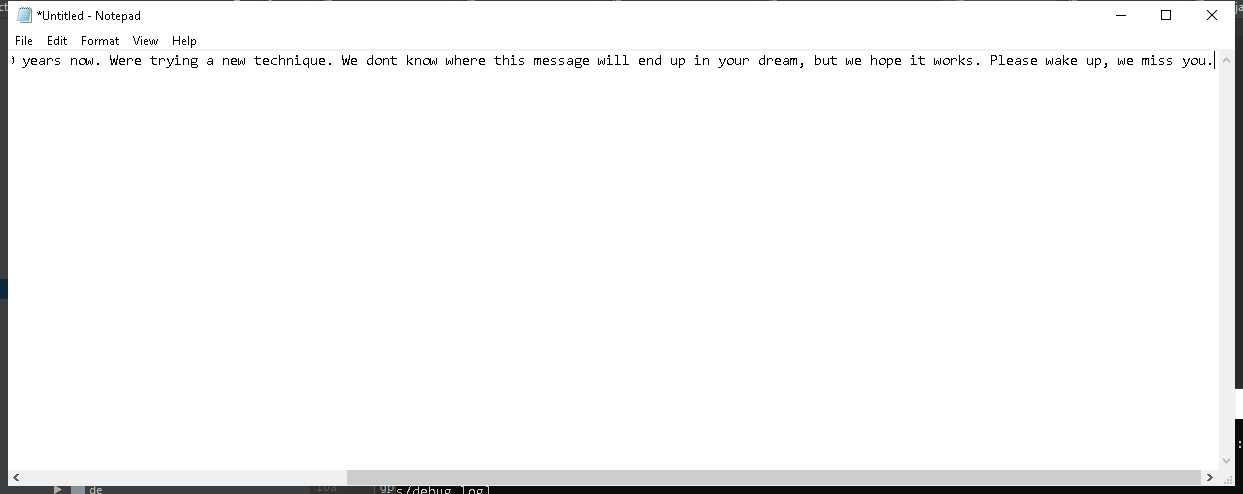 *Untitled - Notepad
File Edit Format View Help
years now. Were trying a new technique. We dont know where this message will end up in your dream, but we hope it works. Please wake up, we miss you.
de
103
gp
s/debug.log]